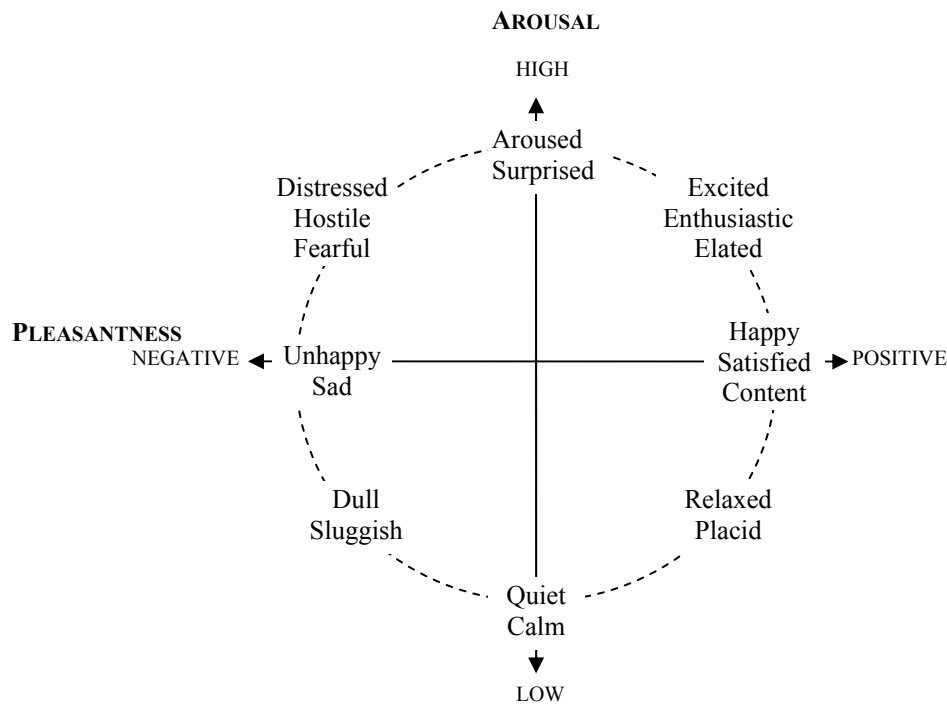 AROUSAL
HIGH
Aroused
Surprised
Distressed
Hostile
Fearful
Excited
Enthusiastic
Elated
PLEASANTNESS
NEGATIVE
Unhappy
Sad
Happy
Satisfied
Content
POSITIVE
Dull
Sluggish
Relaxed
Placid
Quiet
Calm
LOW